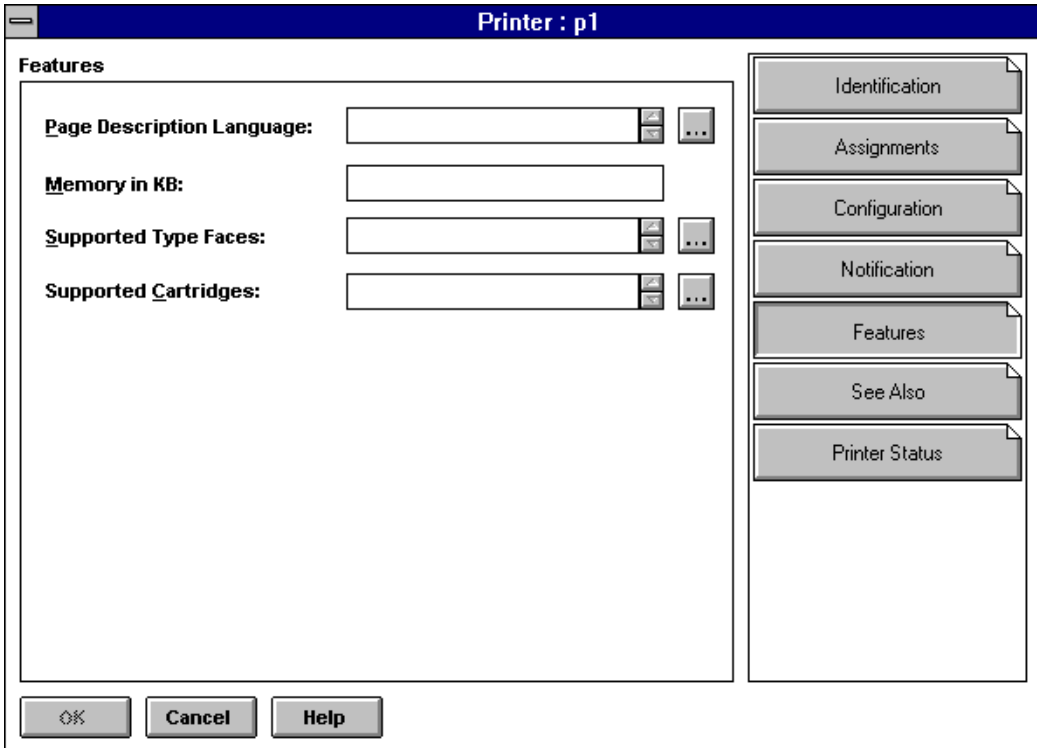 Printer : p1
Features
Page Description Language:
...
Memory in KB:
Supported Type Faces:
...
Supported Cartridges:
...
Identification
Assignments
Configuration
Notification
Features
See Also
Printer Status
OK
Cancel
Help